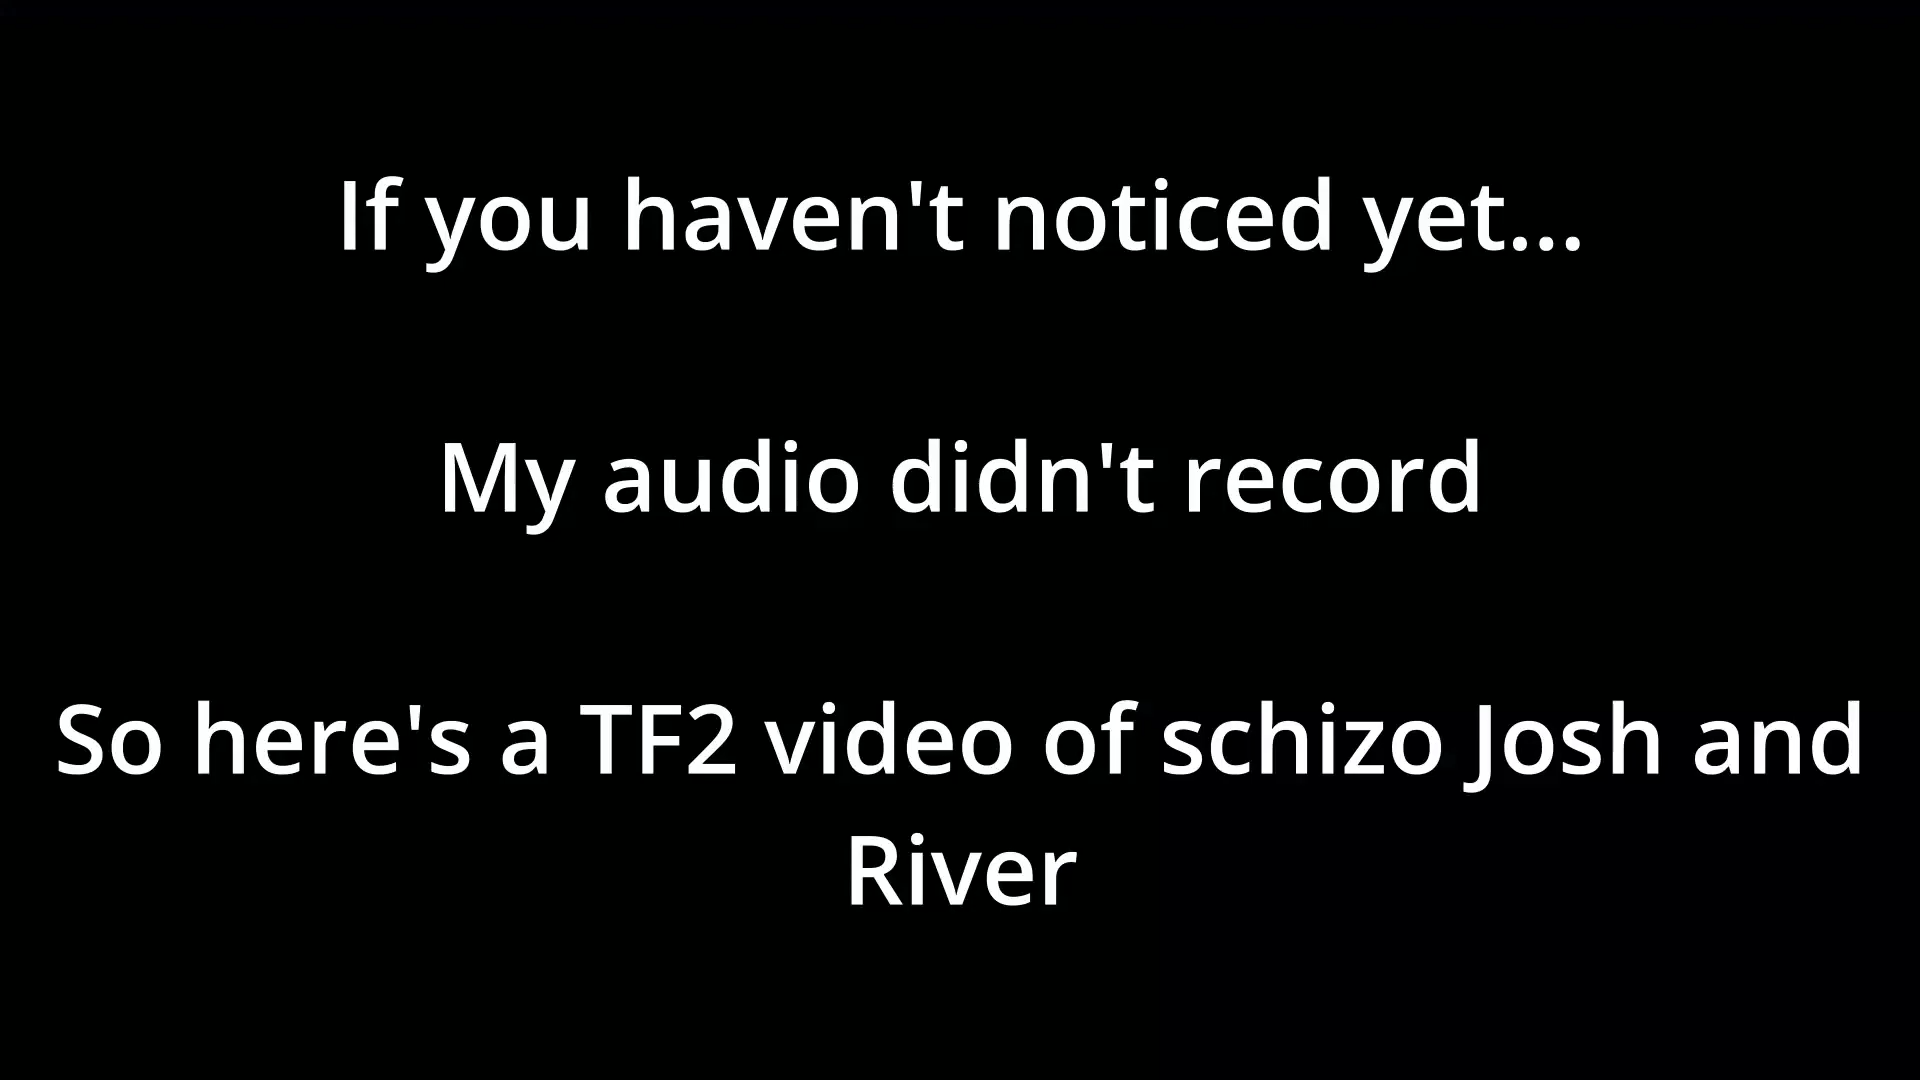 If you haven't noticed yet...
My audio didn't record
So here's a TF2 video of schizo Josh and
River